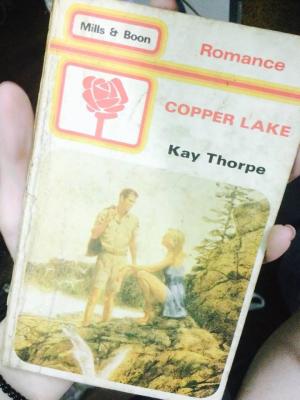 Mills & Boon
Romance
COPPER LAKE
Kay Thorpe